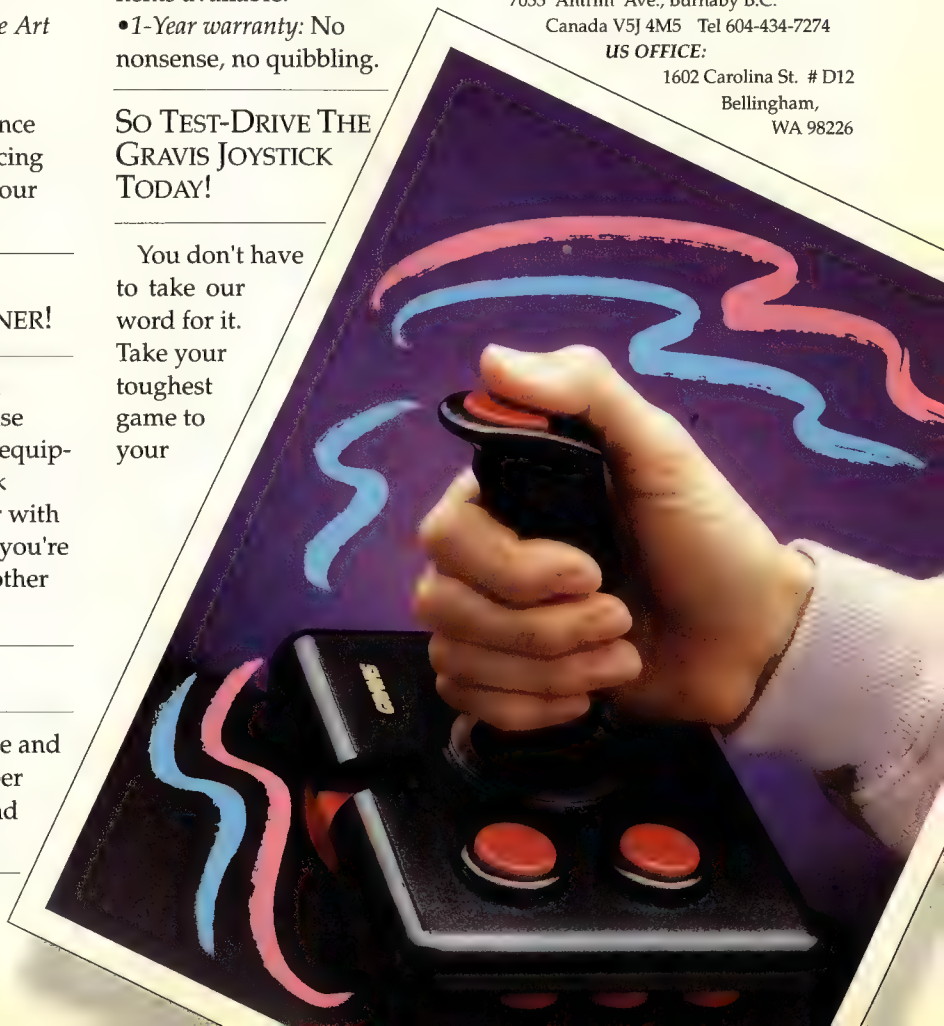 e Art
nce
cing
our
NER!
se
equip-
k
with
you're
other
e and
er
nd
•1-Year warranty: No
nonsense, no quibbling.
SO TEST-DRIVE THE
GRAVIS JOYSTICK
TODAY!
You don't have
to take our
word for it.
Take your
toughest
game to
your
Ave., Burnaby B.C.
Canada V5J 4M5 Tel 604-434-7274
US OFFICE:
1602 Carolina St. # D12
Bellingham,
WA 98226